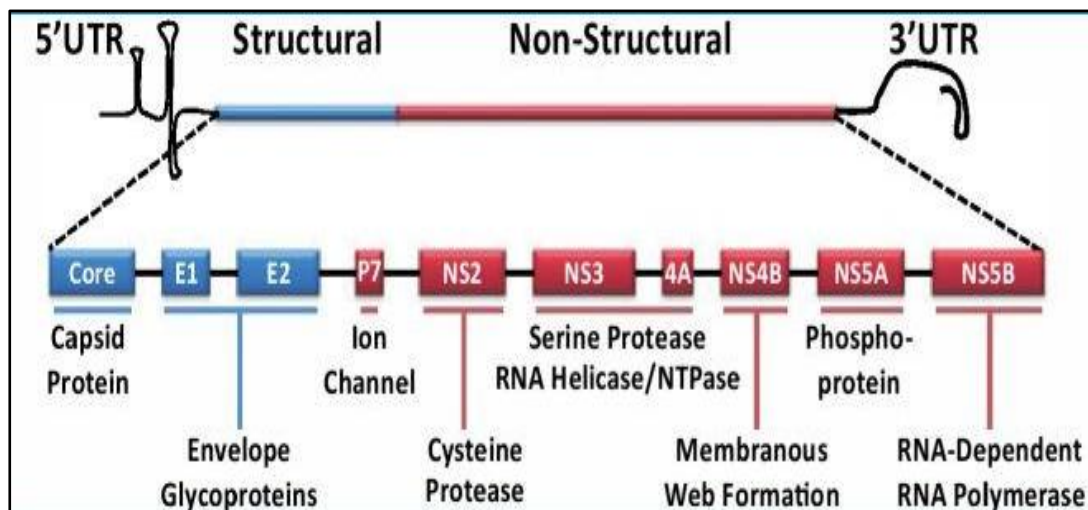 5'UTR Structural Non-Structural 3'UTR
Core E1 E2 P7 NS2 NS3 4A NS4B NS5A NS5B
Capsid
Protein
Envelope
Glycoproteins
Ion
Channel
Cysteine
Protease
Serine Protease
RNA Helicase/NTPase
Membranous
Web Formation
Phospho-
protein
RNA-Dependent
RNA Polymerase